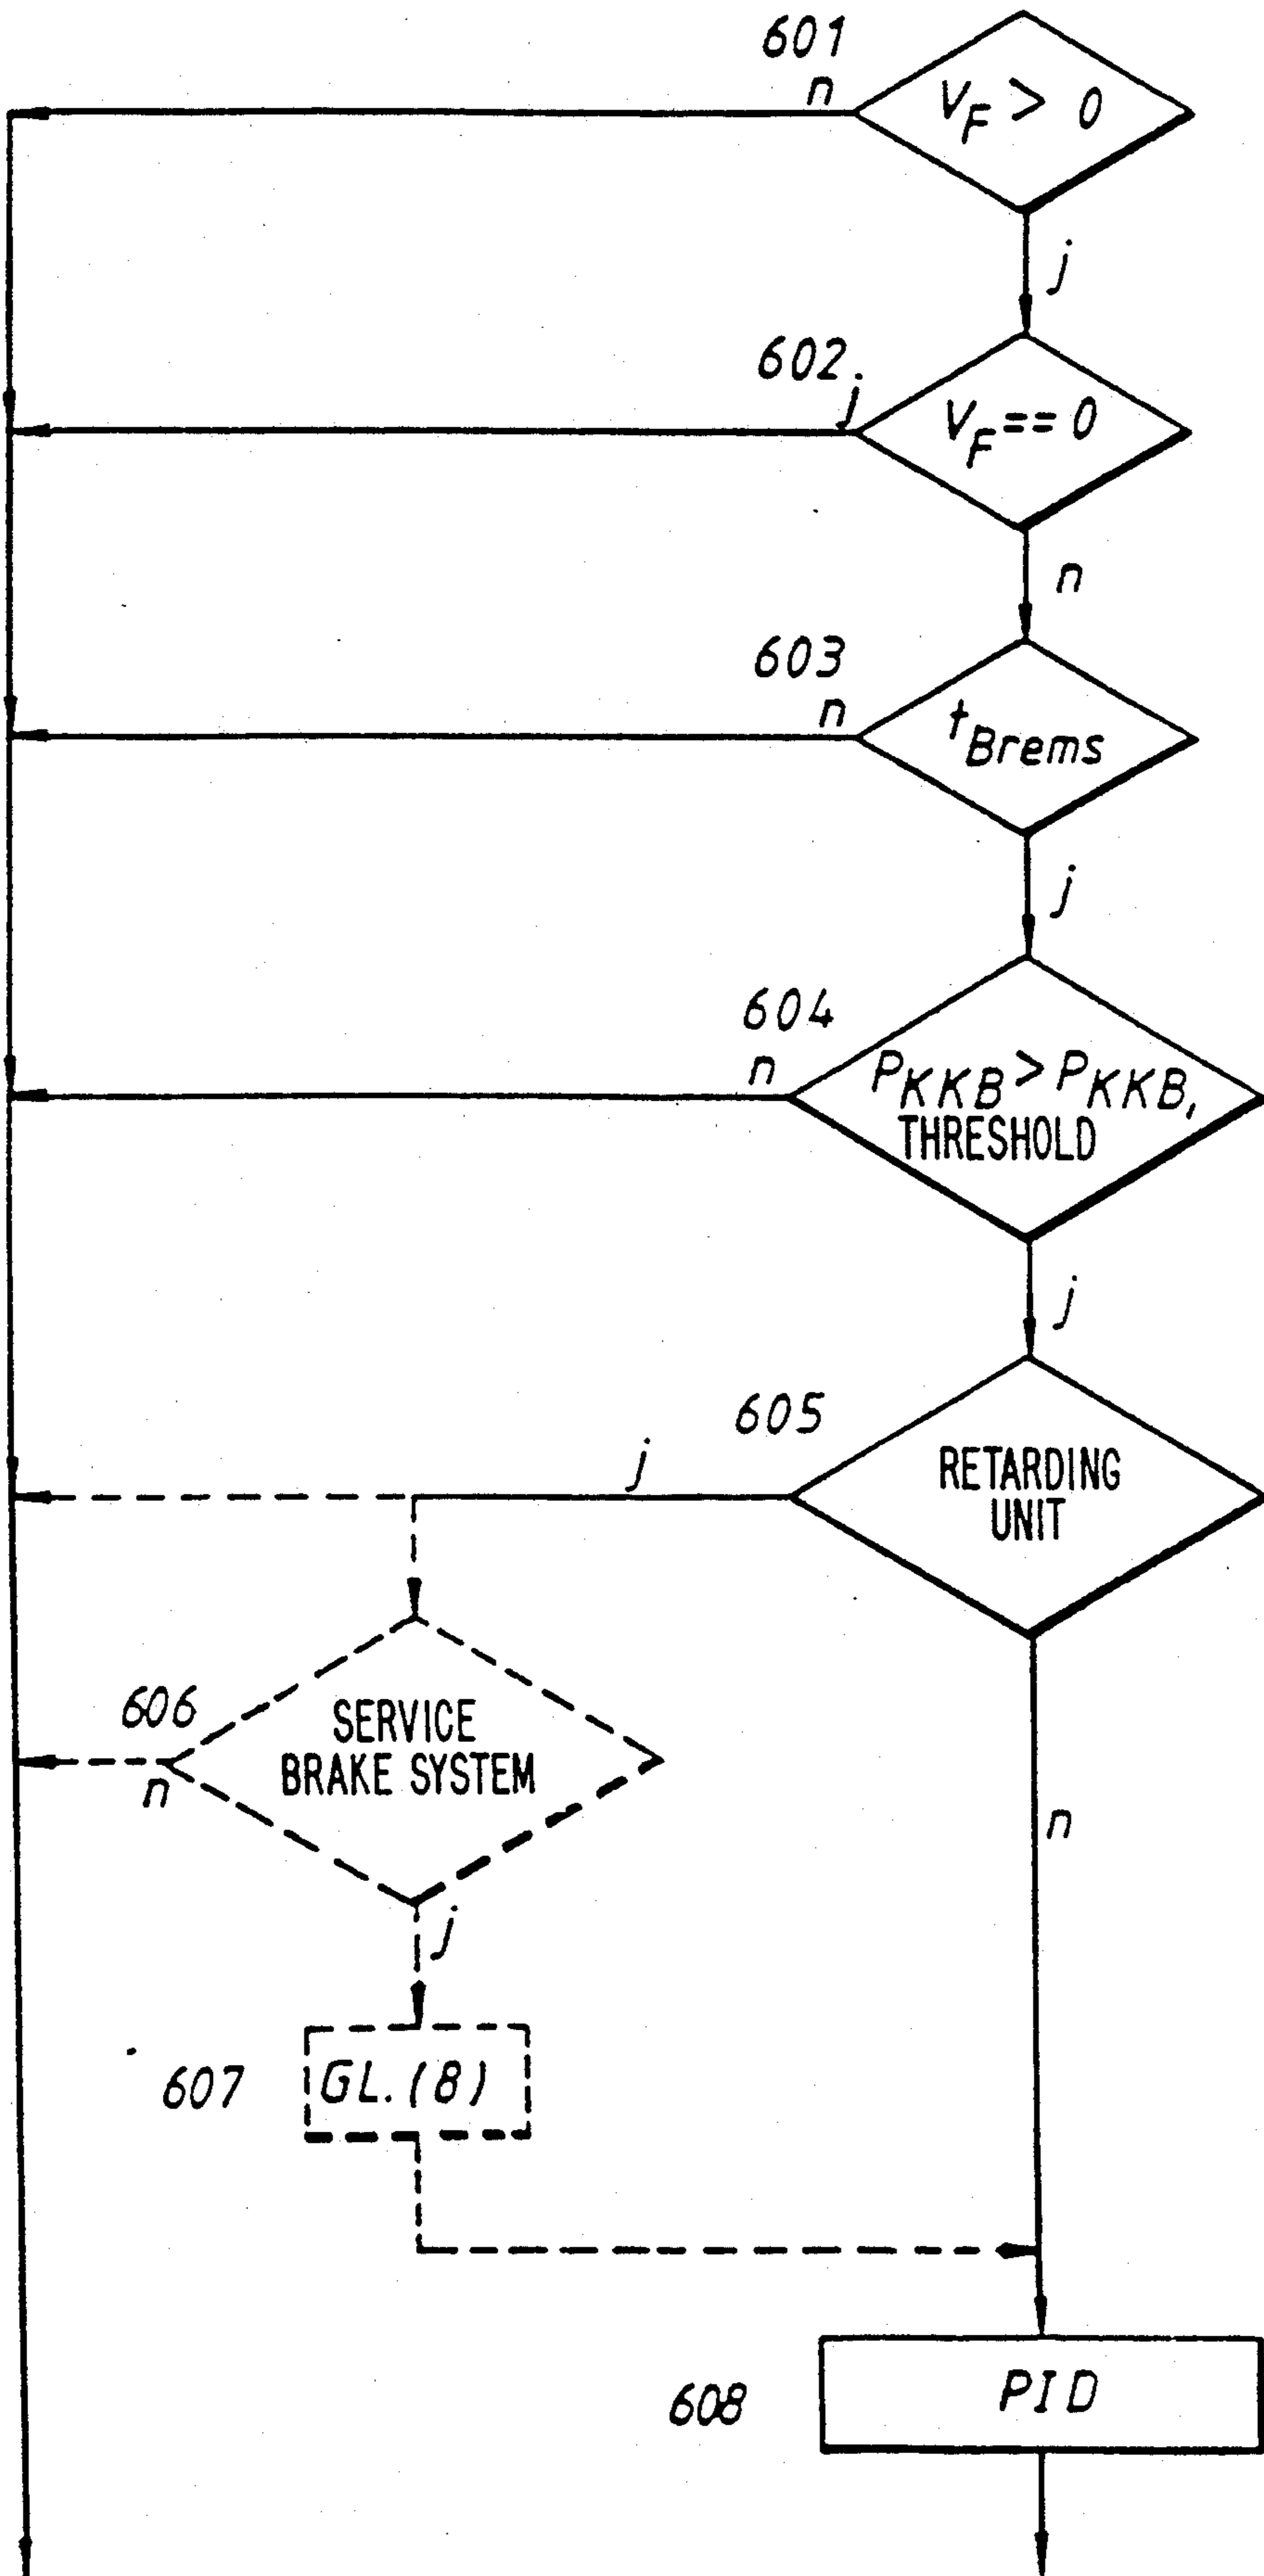 601
n
V_F > 0
j
602
j
V_F == 0
n
603
n
t_Brems
j
604
n
P_KKB > P_KKB,
THRESHOLD
j
605
j
RETARDING
UNIT
606
n
SERVICE
BRAKE SYSTEM
n
j
607
GL. (8)
608
PID